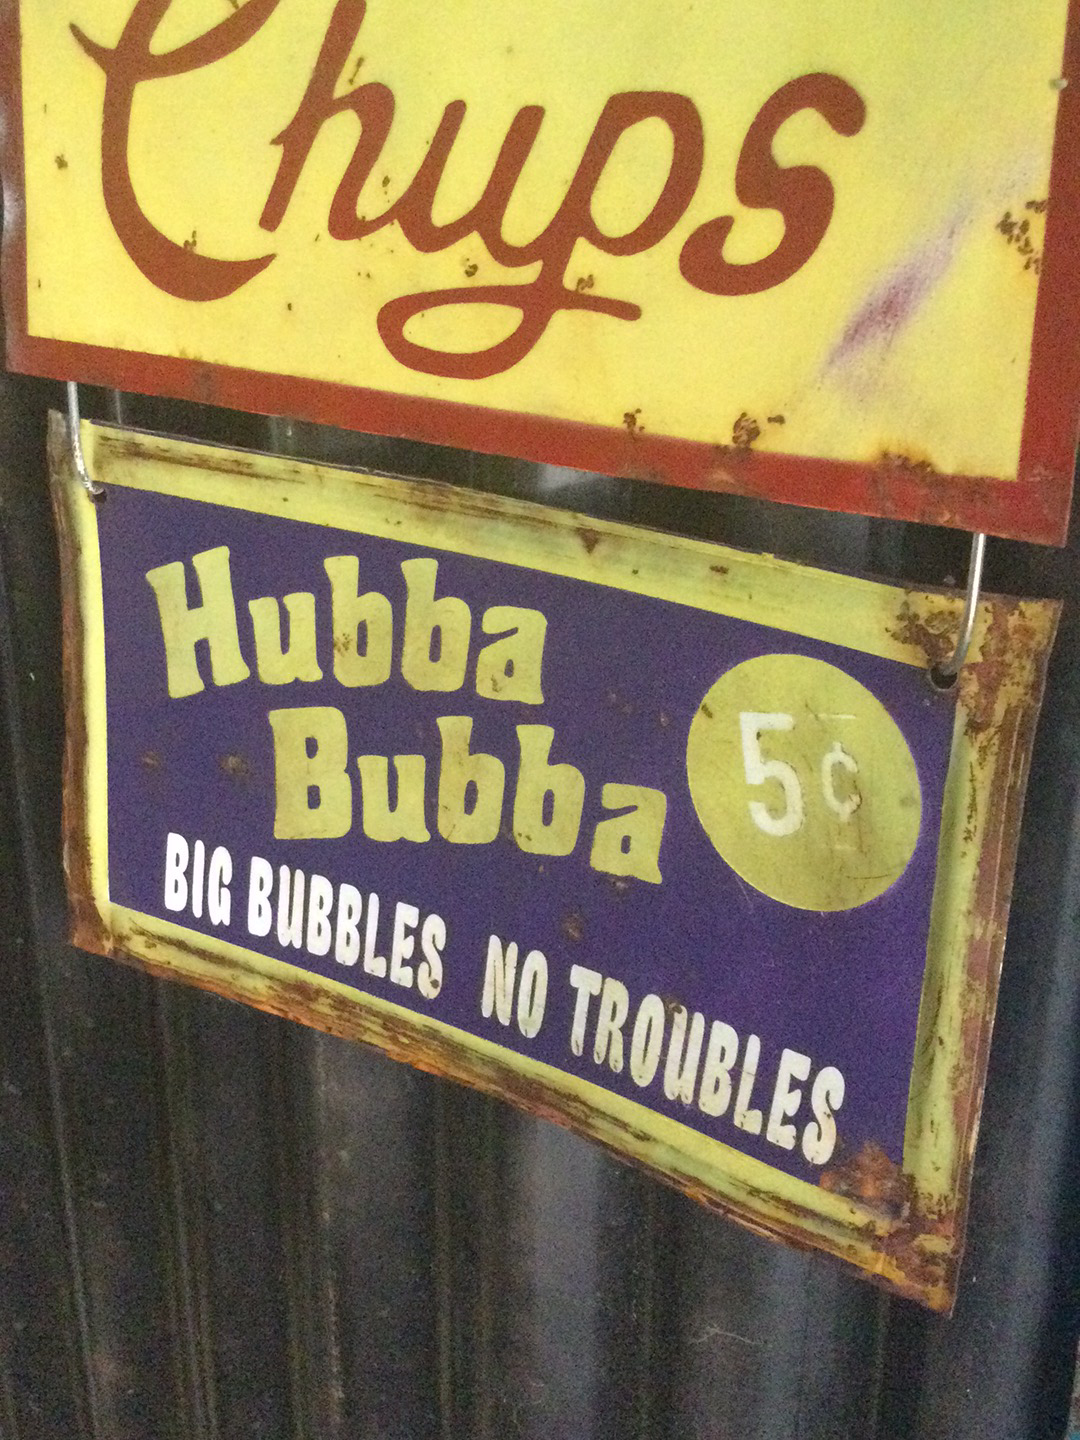 Chups
Hubba
Bubba
5¢
BIG BUBBLES NO TROUBLES